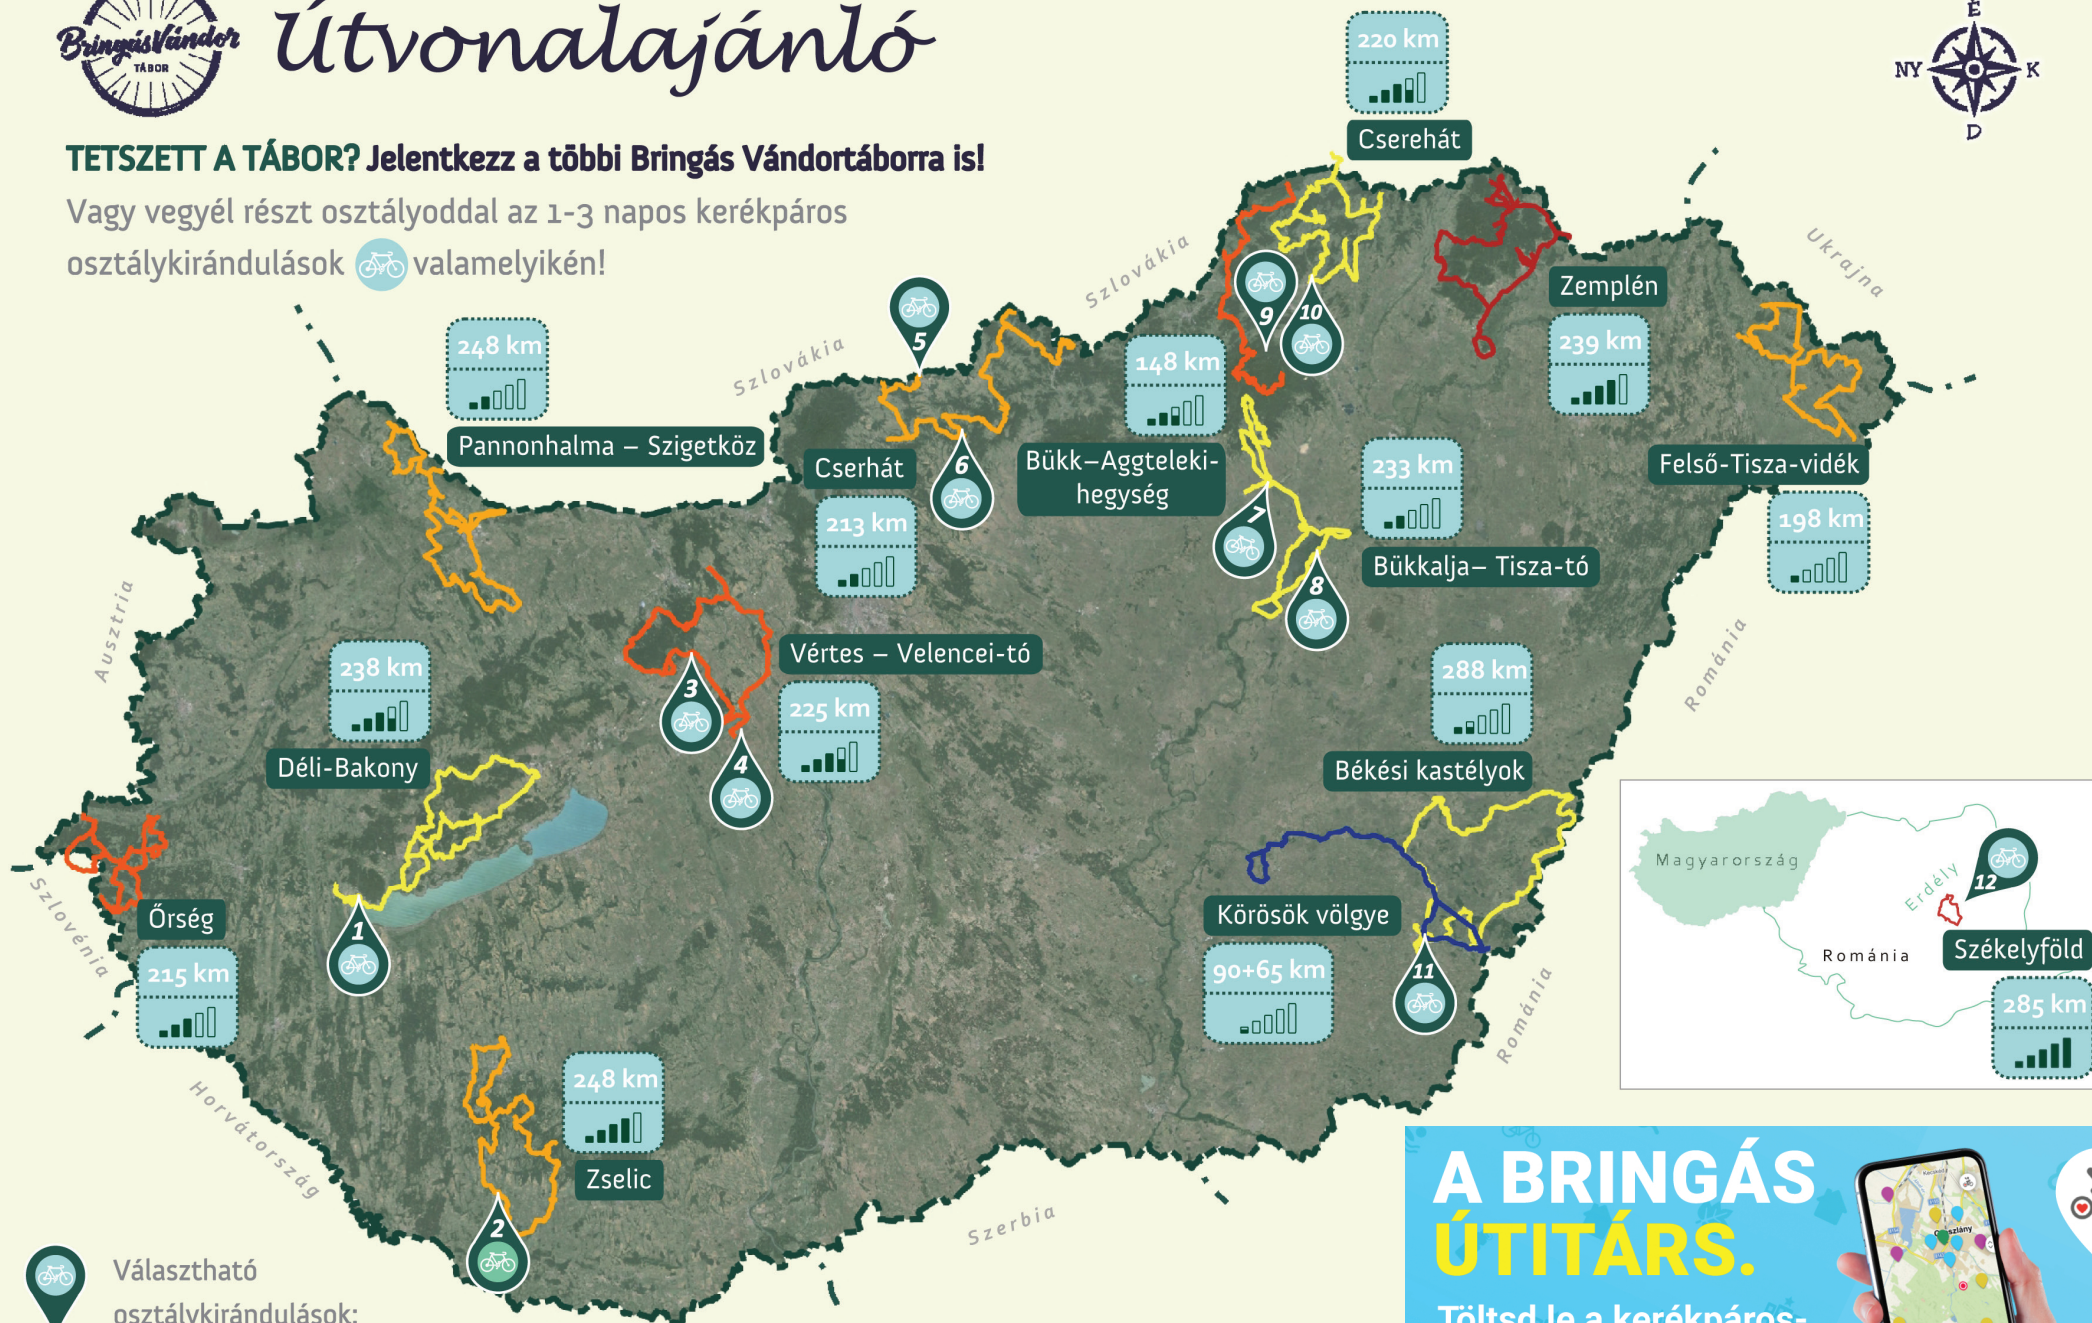 BringásVándor
TÁBOR
Útvonalajánló
TETSZETT A TÁBOR? Jelentkezz a többi Bringás Vándortáborra is!
Vagy vegyél részt osztályoddal az 1-3 napos kerékpáros
osztálykirándulások valamelyikén!
É
NY
K
D
220 km
Cserehát
Szlovákia
Szlovákia
Ukrajna
Zemplén
239 km
5
9
10
248 km
Pannonhalma – Szigetköz
148 km
Bükk–Aggteleki-
hegység
Cserhát
213 km
6
233 km
Bükkalja– Tisza-tó
7
8
Felső-Tisza-vidék
198 km
Ausztria
Románia
Vértes – Velencei-tó
225 km
3
4
238 km
Déli-Bakony
288 km
Békési kastélyok
Magyarország
Erdély
12
Románia
Székelyföld
285 km
Szlovénia
Őrség
215 km
1
Körösök völgye
90+65 km
11
Románia
Horvátország
248 km
Zselic
2
Szerbia
Választható
osztálykirándulások:
A BRINGÁS
ÚTITÁRS.
Töltsd le a kerékpáros-